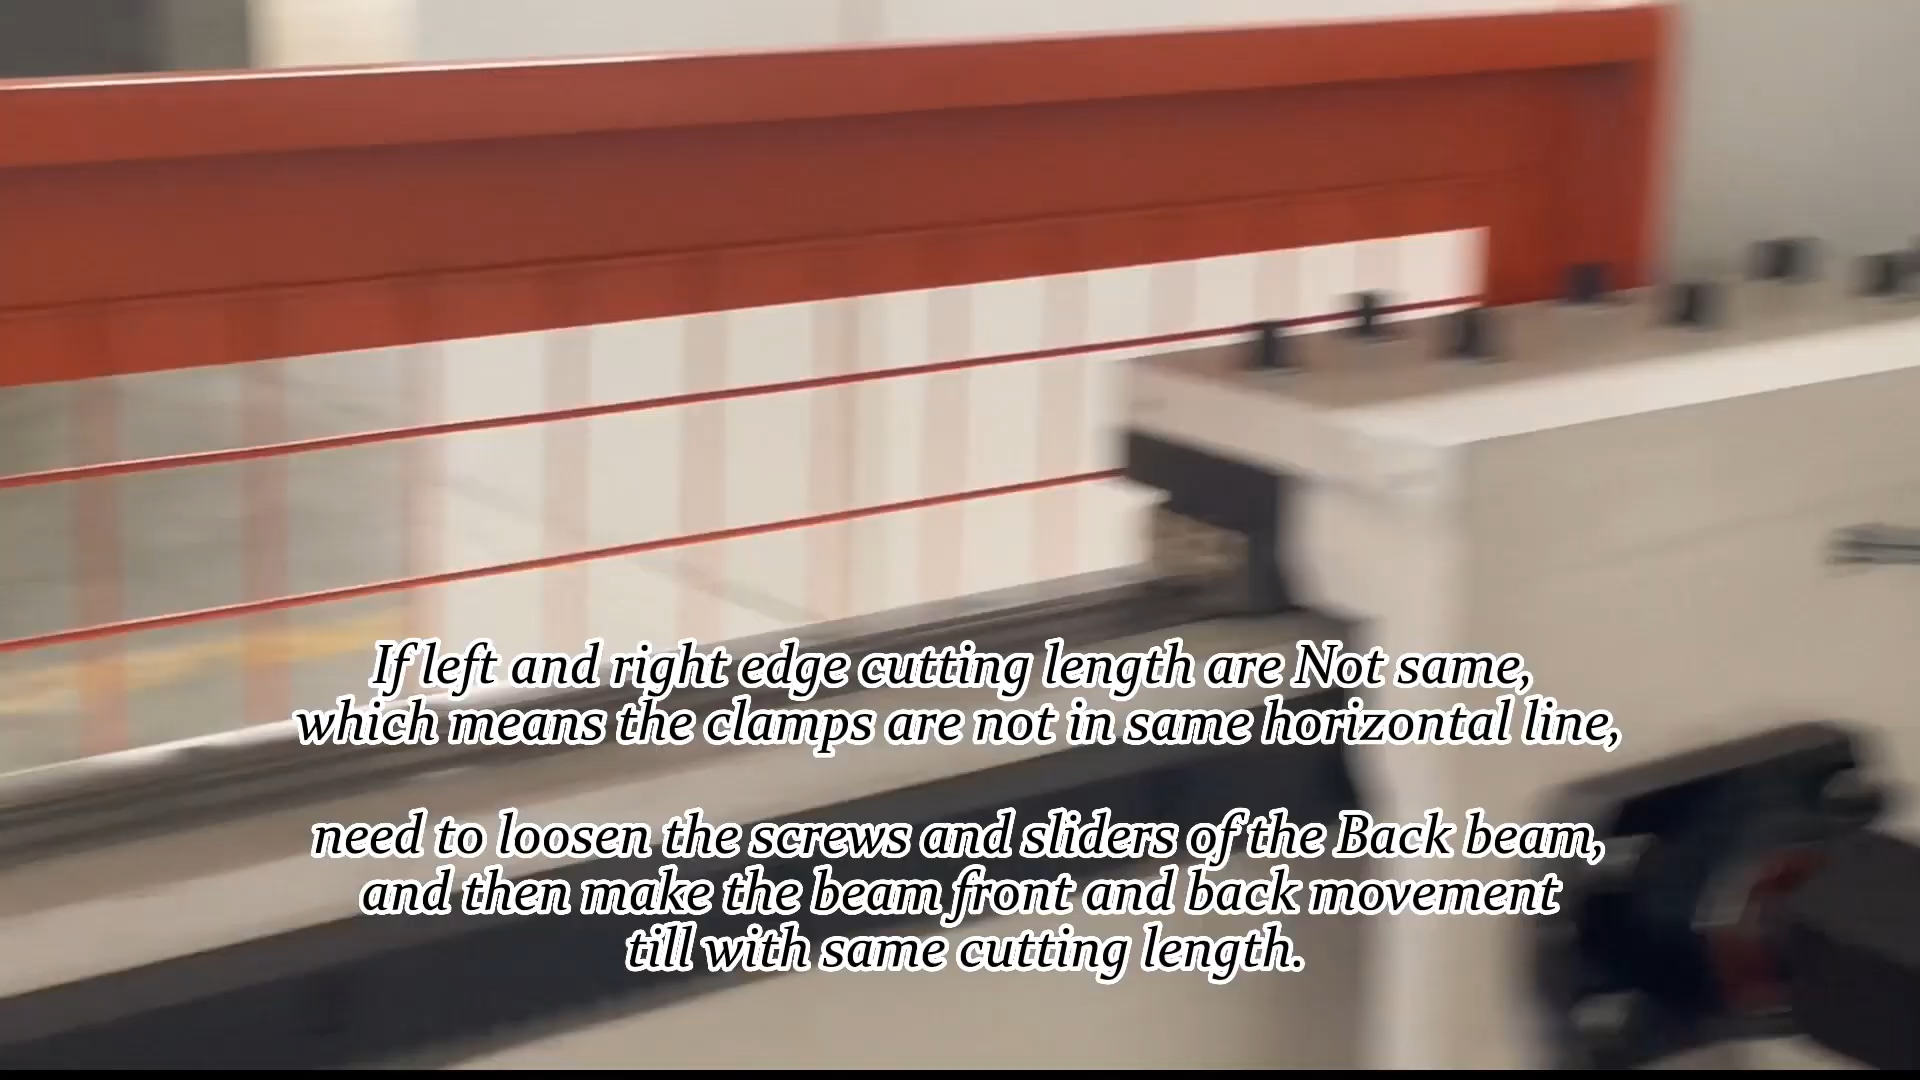 If left and right edge cutting length are Not same,
which means the clamps are not in same horizontal line,
need to loosen the screws and sliders of the Back beam,
and then make the beam front and back movement
till with same cutting length.